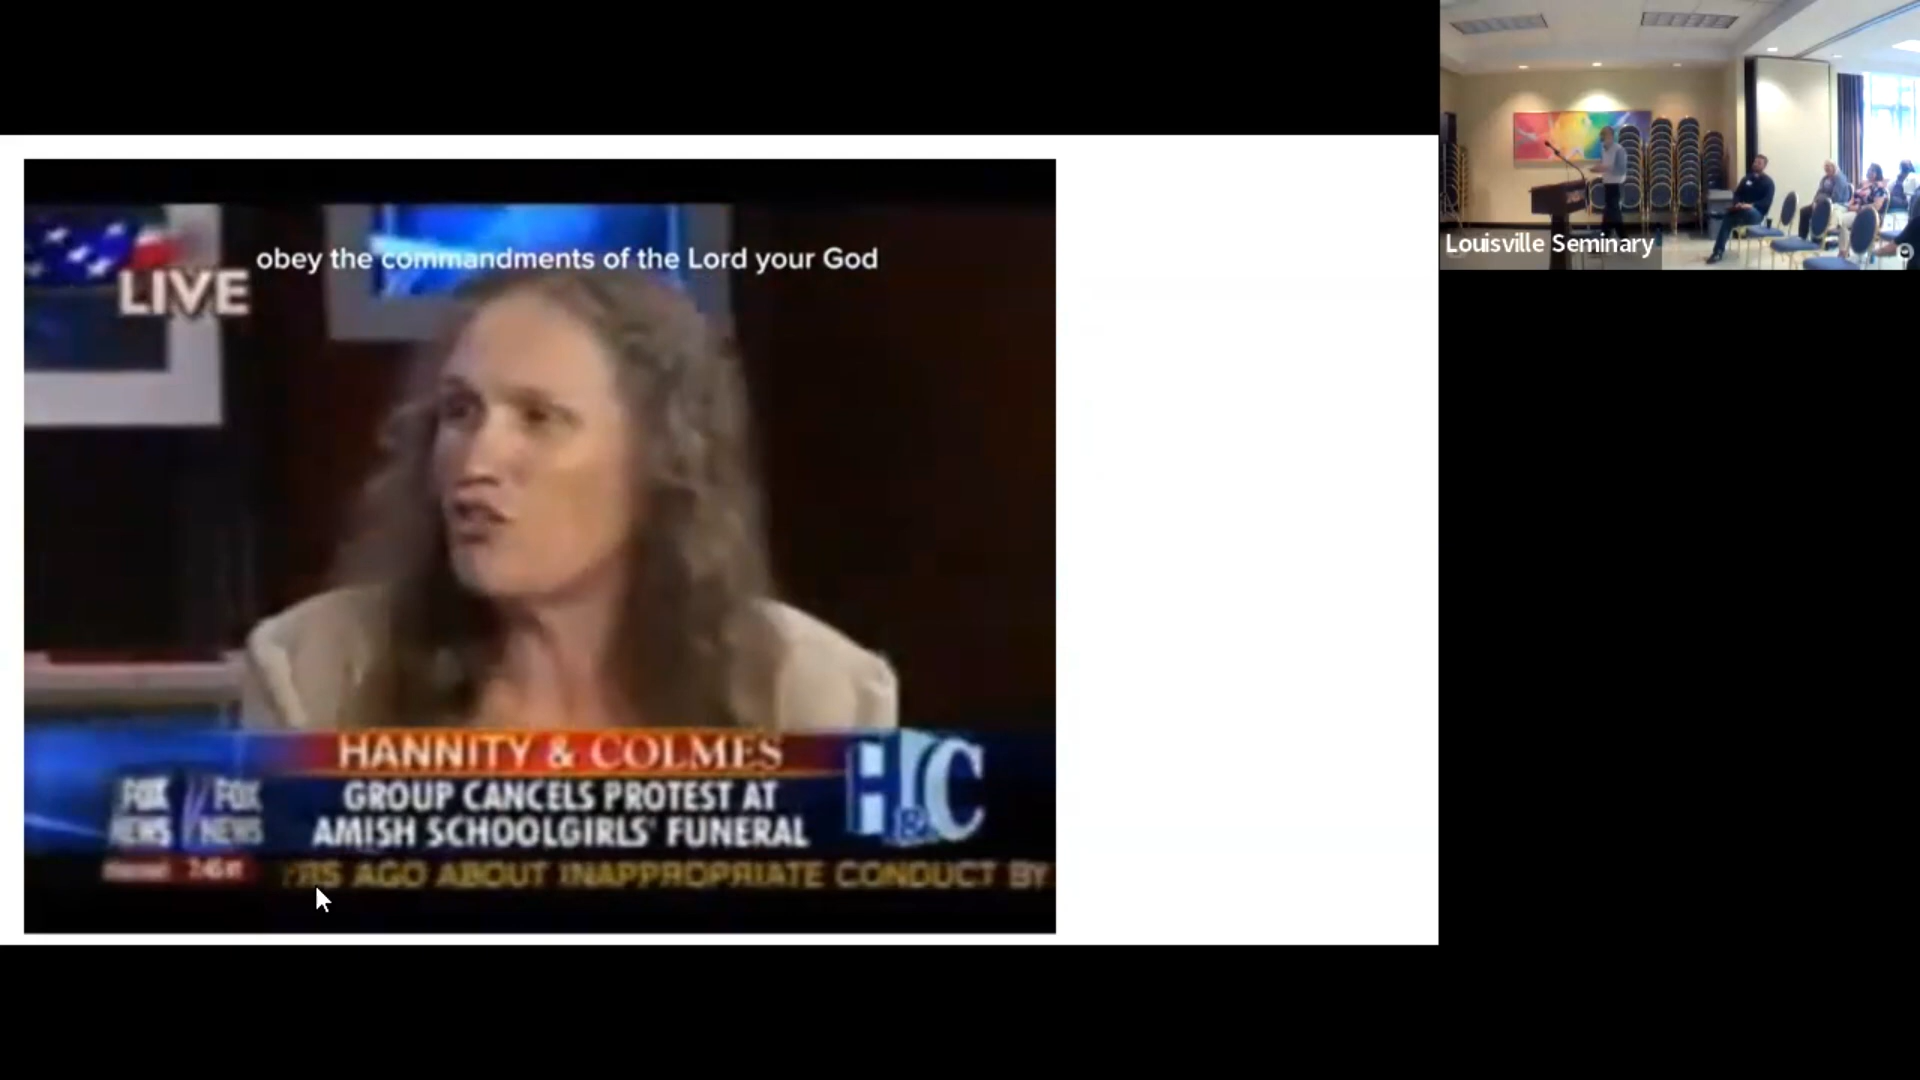 obey the commandments of the Lord your God
LIVE
HANNITY & COLMES
GROUP CANCELS PROTEST AT
AMISH SCHOOLGIRLS' FUNERAL
H&C
FOX NEWS
FOX NEWS
YRS AGO ABOUT INAPPROPRIATE CONDUCT BY
Louisville Seminary